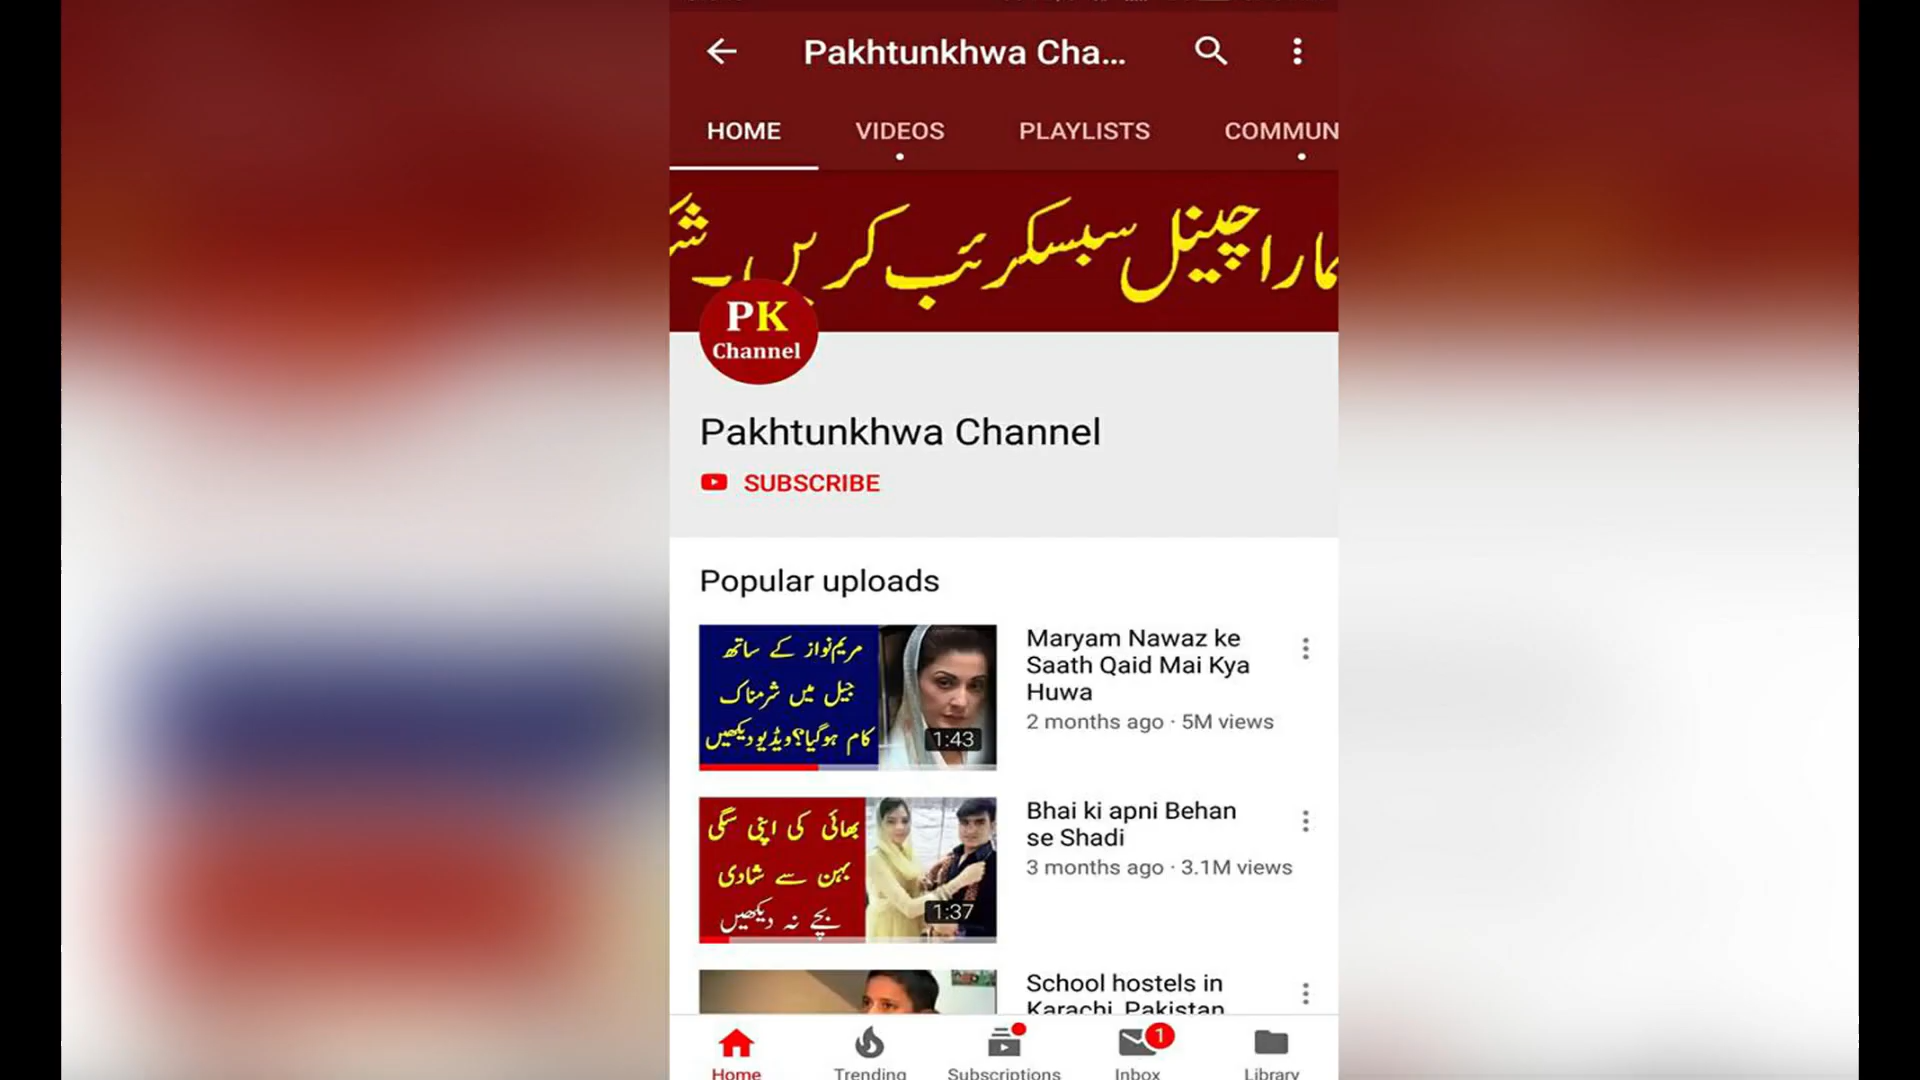 Pakhtunkhwa Cha...
HOME VIDEOS PLAYLISTS COMMUN
مارا چینل سبسکرئب کریں۔ شک
PK
Channel
Pakhtunkhwa Channel
SUBSCRIBE
Popular uploads
مریم نواز کے ساتھ
جیل میں شرمناک
کام ہوگیا؟ ویڈیو دیکھیں
1:43
Maryam Nawaz ke
Saath Qaid Mai Kya
Huwa
2 months ago · 5M views
بھائی کی اپنی سگی
بہن سے شادی
بچے نہ دیکھیں
1:37
Bhai ki apni Behan
se Shadi
3 months ago · 3.1M views
School hostels in
Karachi, Pakistan
1
Home Trending Subscriptions Inbox Library